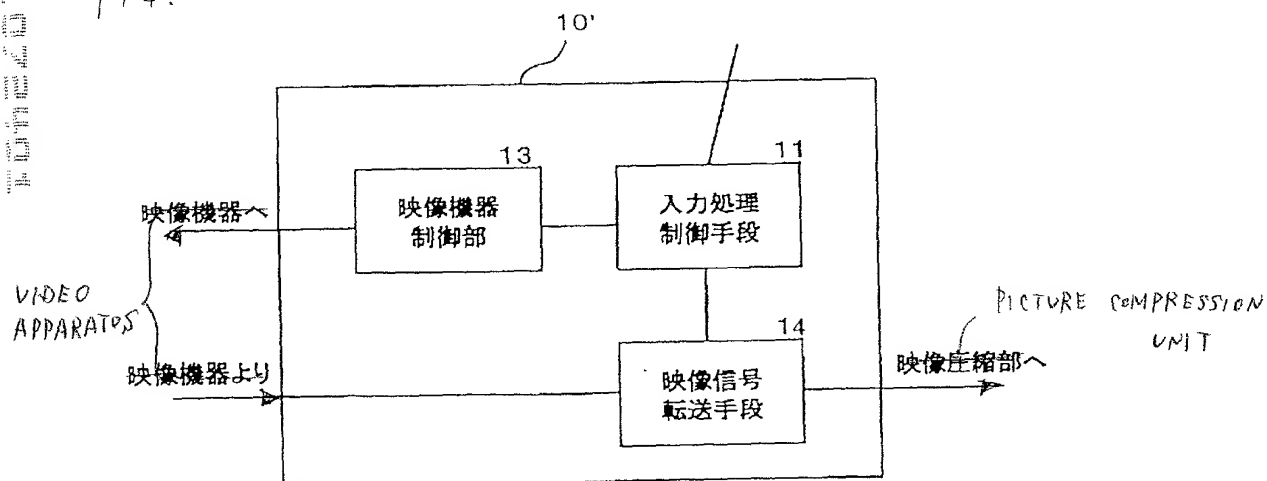 10'
13
11
映像機器へ
映像機器
制御部
入力処理
制御手段
VIDEO
APPARATUS
PICTURE COMPRESSION
UNIT
14
映像機器より
映像信号
転送手段
映像圧縮部へ